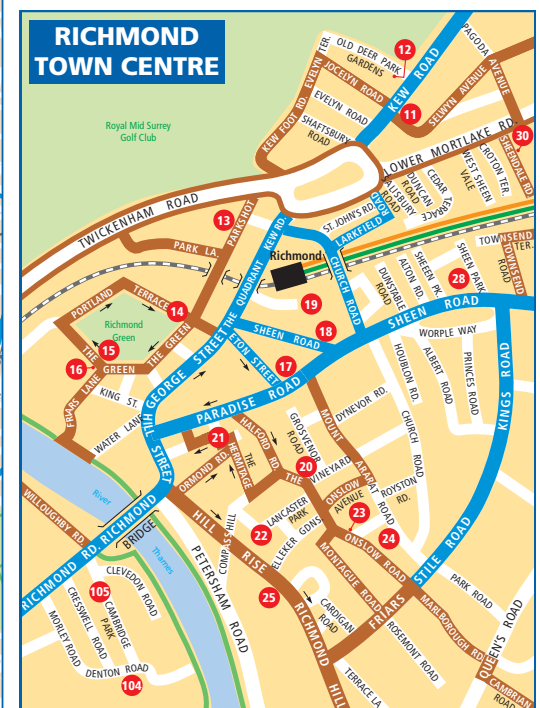 RICHMOND
TOWN CENTRE
PAGODA
AVENUE
OLD DEER PARK
GARDENS
12
KEW ROAD
EVELYN TER.
JOCELYN ROAD
11
SELWYN AVENUE
EVELYN ROAD
SHAFTSBURY
ROAD
KEW FOOT RD.
Royal Mid Surrey
Golf Club
LOWER MORTLAKE RD.
30
SHEENDALE RD.
CROTON TER.
WEST SHEEN
VALE
CEDAR
TERRACE
DUNCAN
ROAD
SALISBURY
ROAD
ST. JOHN'S RD.
LARKFIELD
ROAD
TWICKENHAM ROAD
13
PARKSHOT
KEW RD.
PARK LA.
Richmond
CHURCH ROAD
TOWNSEND
TER.
TOWNSEND
ROAD
28
SHEEN PARK
SHEEN PK.
ALTON RD.
DUNSTABLE
ROAD
19
18
SHEEN ROAD
SHEEN ROAD
THE QUADRANT
PORTLAND
TERRACE
14
Richmond
Green
15
16
THE
GREEN
THE GREEN
FRIARS LANE
KING ST.
WATER LANE
GEORGE STREET
ETON STREET
17
PARADISE ROAD
HILL
STREET
WORPLE WAY
HOUBLON RD.
ALBERT ROAD
PRINCES ROAD
KINGS ROAD
CHURCH ROAD
DYNEVOR RD.
GROSVENOR
ROAD
MOUNT
ARARAT ROAD
21
HALFORD RD.
THE
HERMITAGE
ORMOND RD.
20
THE
VINEYARD
ONSLOW
AVENUE
ROYSTON
RD.
LANCASTER
PARK
22
ELLEKER GDNS
23
24
ONSLOW ROAD
COMPASS HILL
HILL
RISE
25
RICHMOND
HILL
MONTAGUE ROAD
CARDIGAN
ROAD
FRIARS
STILE ROAD
PARK ROAD
MARLBOROUGH RD.
QUEEN'S ROAD
CAMBRIAN
ROAD
ROSEMONT ROAD
TERRACE LA.
PETERSHAM ROAD
River
Thames
WILLOUGHBY RD.
RICHMOND RD.
RICHMOND
BRIDGE
CLEVEDON ROAD
105
CAMBRIDGE
PARK
CRESSWELL ROAD
MORLEY ROAD
DENTON ROAD
104